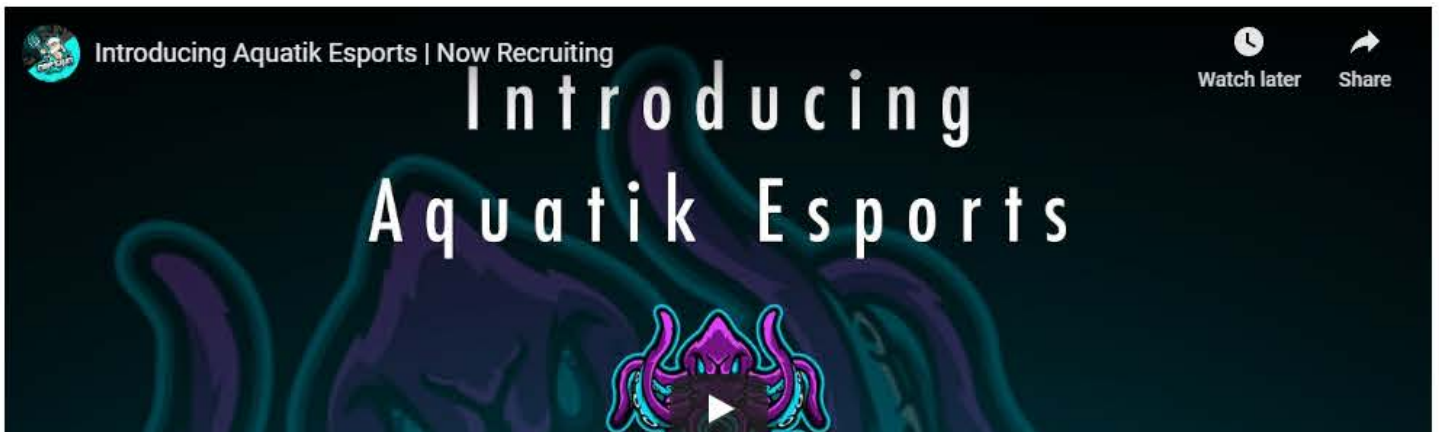 Introducing Aquatik Esports | Now Recruiting
Watch later
Share
Introducing
Aquatik Esports